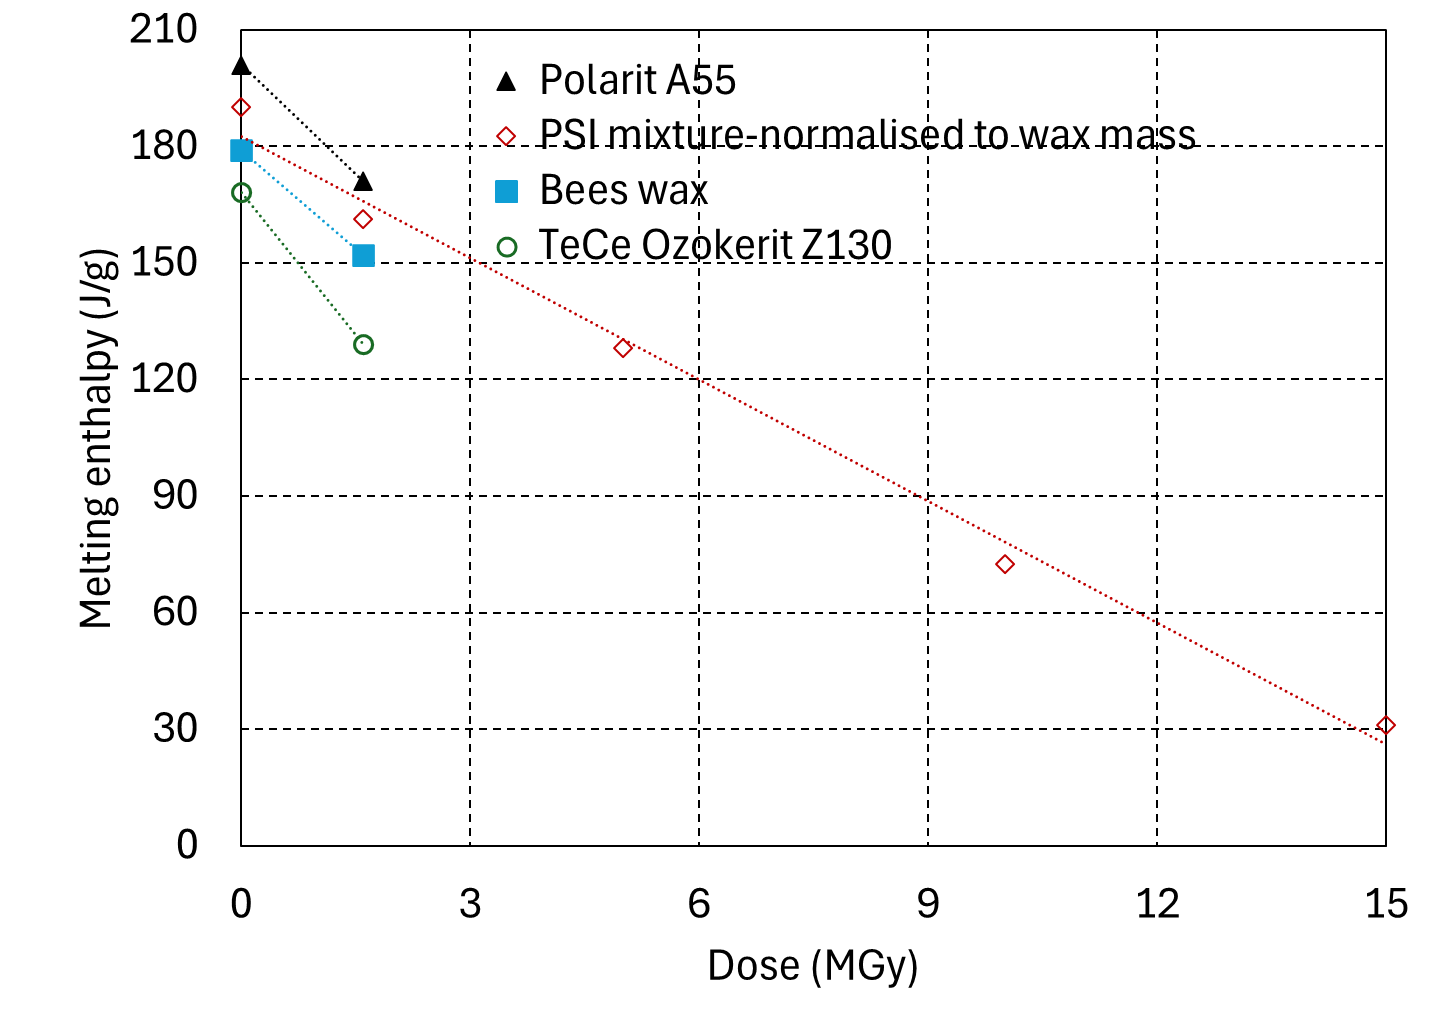 210
180
150
120
90
60
30
0
Melting enthalpy (J/g)
Polarit A55
PSI mixture-normalised to wax mass
Bees wax
TeCe Ozokerit Z130
0 3 6 9 12 15
Dose (MGy)